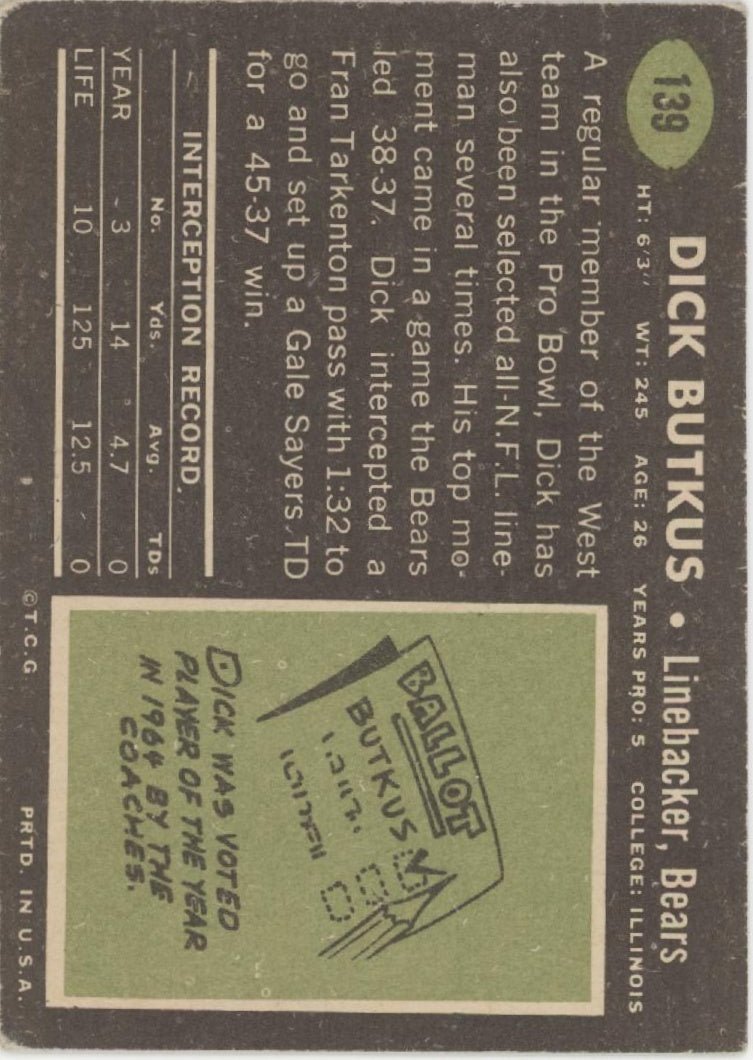 139
DICK BUTKUS • Linebacker, Bears
HT: 6'3" WT: 245 AGE: 26 YEARS PRO: 5 COLLEGE: ILLINOIS
A regular member of the West
team in the Pro Bowl, Dick has
also been selected all-N.F.L. line-
man several times. His top mo-
ment came in a game the Bears
led 38-37. Dick intercepted a
Fran Tarkenton pass with 1:32 to
go and set up a Gale Sayers TD
for a 45-37 win.
INTERCEPTION RECORD
No. Yds. Avg. TDs
YEAR 3 14 4.7 0
LIFE 10 125 12.5 0
BALLOT
BUTKUS
DICK WAS VOTED
PLAYER OF THE YEAR
IN 1964 BY THE
COACHES.
©T.C.G. PRTD. IN U.S.A.